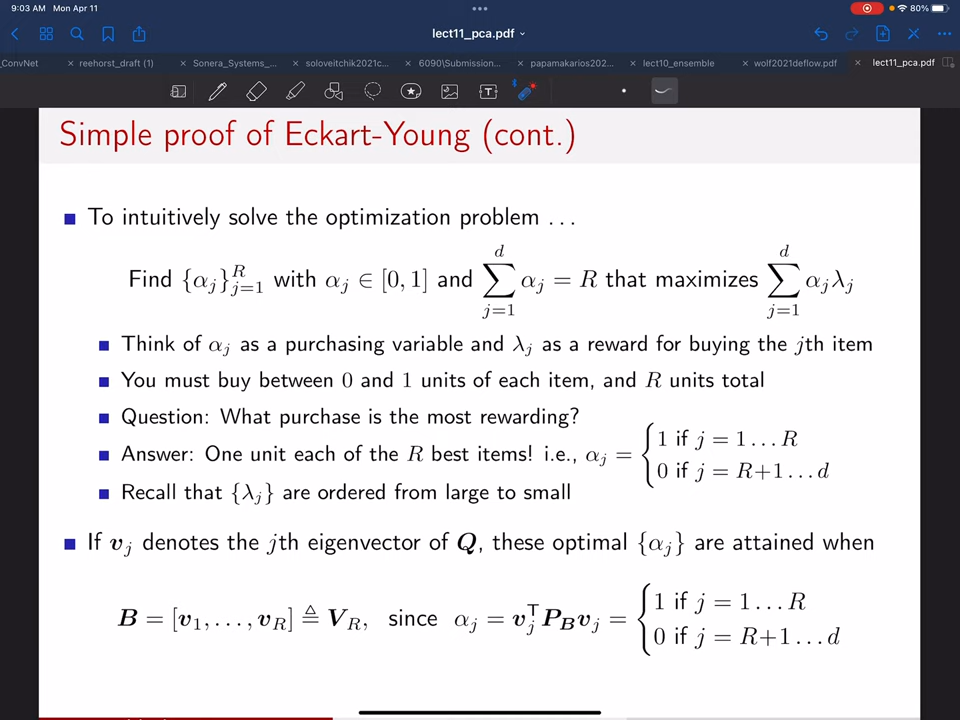 9:03 AM Mon Apr 11
80%
lect11_pca.pdf
_ConvNet
reehorst_draft (1)
Sonera_Systems_...
soloveitchik2021c...
6090\Submission...
papamakarios202...
lect10_ensemble
wolf2021deflow.pdf
lect11_pca.pdf
Simple proof of Eckart-Young (cont.)
To intuitively solve the optimization problem ...
Find {αⱼ}ᴿⱼ₌₁ with αⱼ ∈ [0, 1] and ∑ᵈⱼ₌₁ αⱼ = R that maximizes ∑ᵈⱼ₌₁ αⱼλⱼ
Think of αⱼ as a purchasing variable and λⱼ as a reward for buying the jth item
You must buy between 0 and 1 units of each item, and R units total
Question: What purchase is the most rewarding?
Answer: One unit each of the R best items! i.e., αⱼ = { 1 if j = 1...R
0 if j = R+1...d
Recall that {λⱼ} are ordered from large to small
If vⱼ denotes the jth eigenvector of Q, these optimal {αⱼ} are attained when
B = [v₁, ..., v_R] ≜ V_R, since αⱼ = vⱼᵀP_Bvⱼ = { 1 if j = 1...R
0 if j = R+1...d